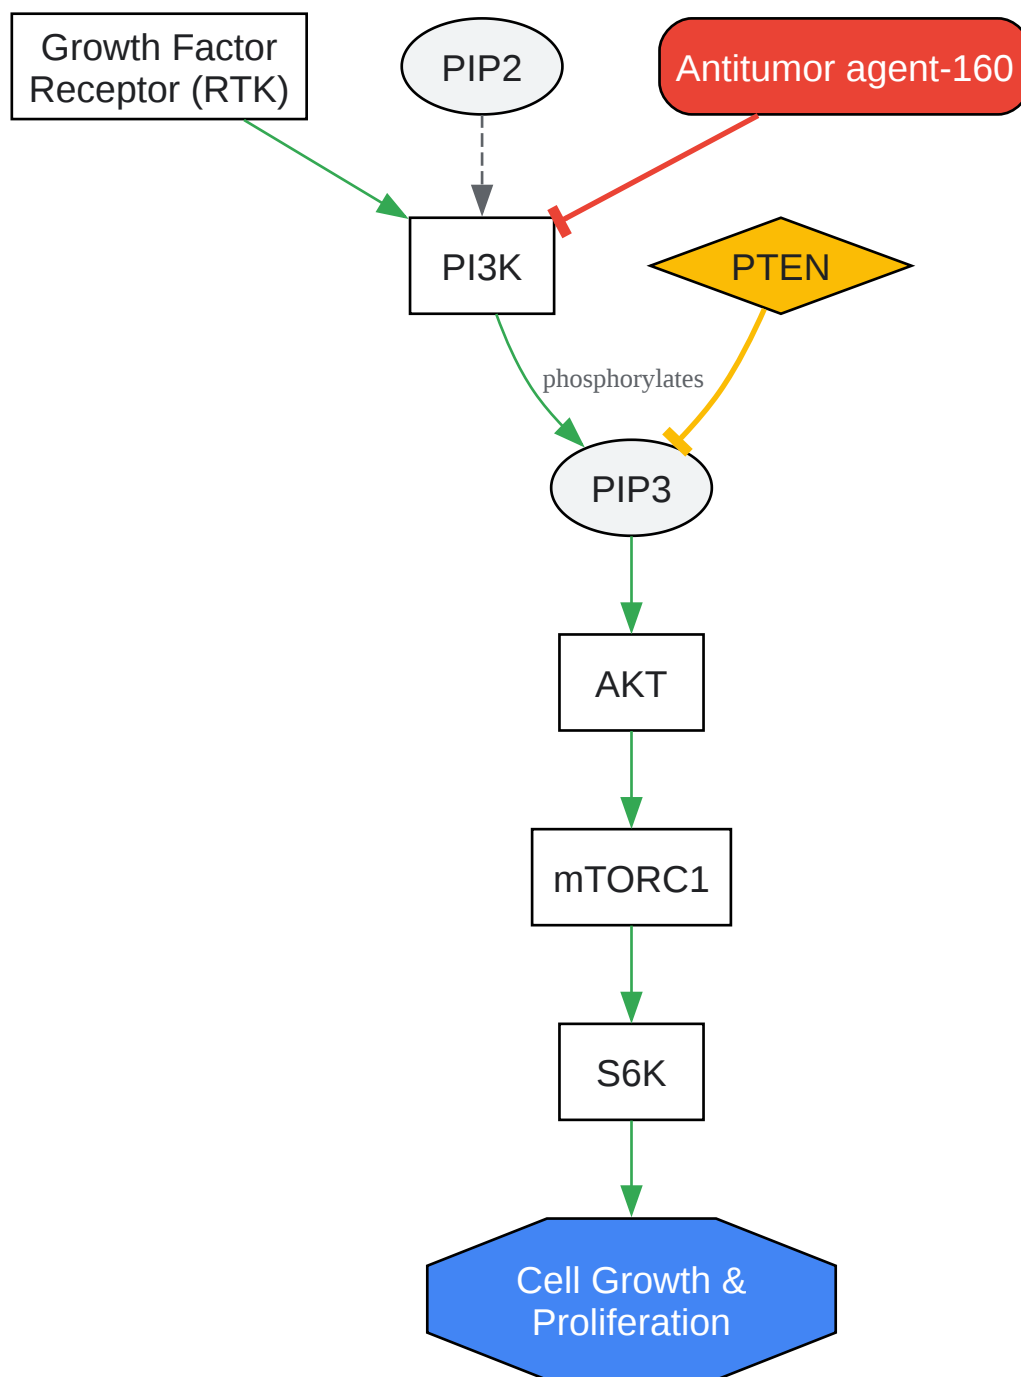 Growth Factor
Receptor (RTK)
PIP2
Antitumor agent-160
PI3K
PTEN
phosphorylates
PIP3
AKT
mTORC1
S6K
Cell Growth &
Proliferation